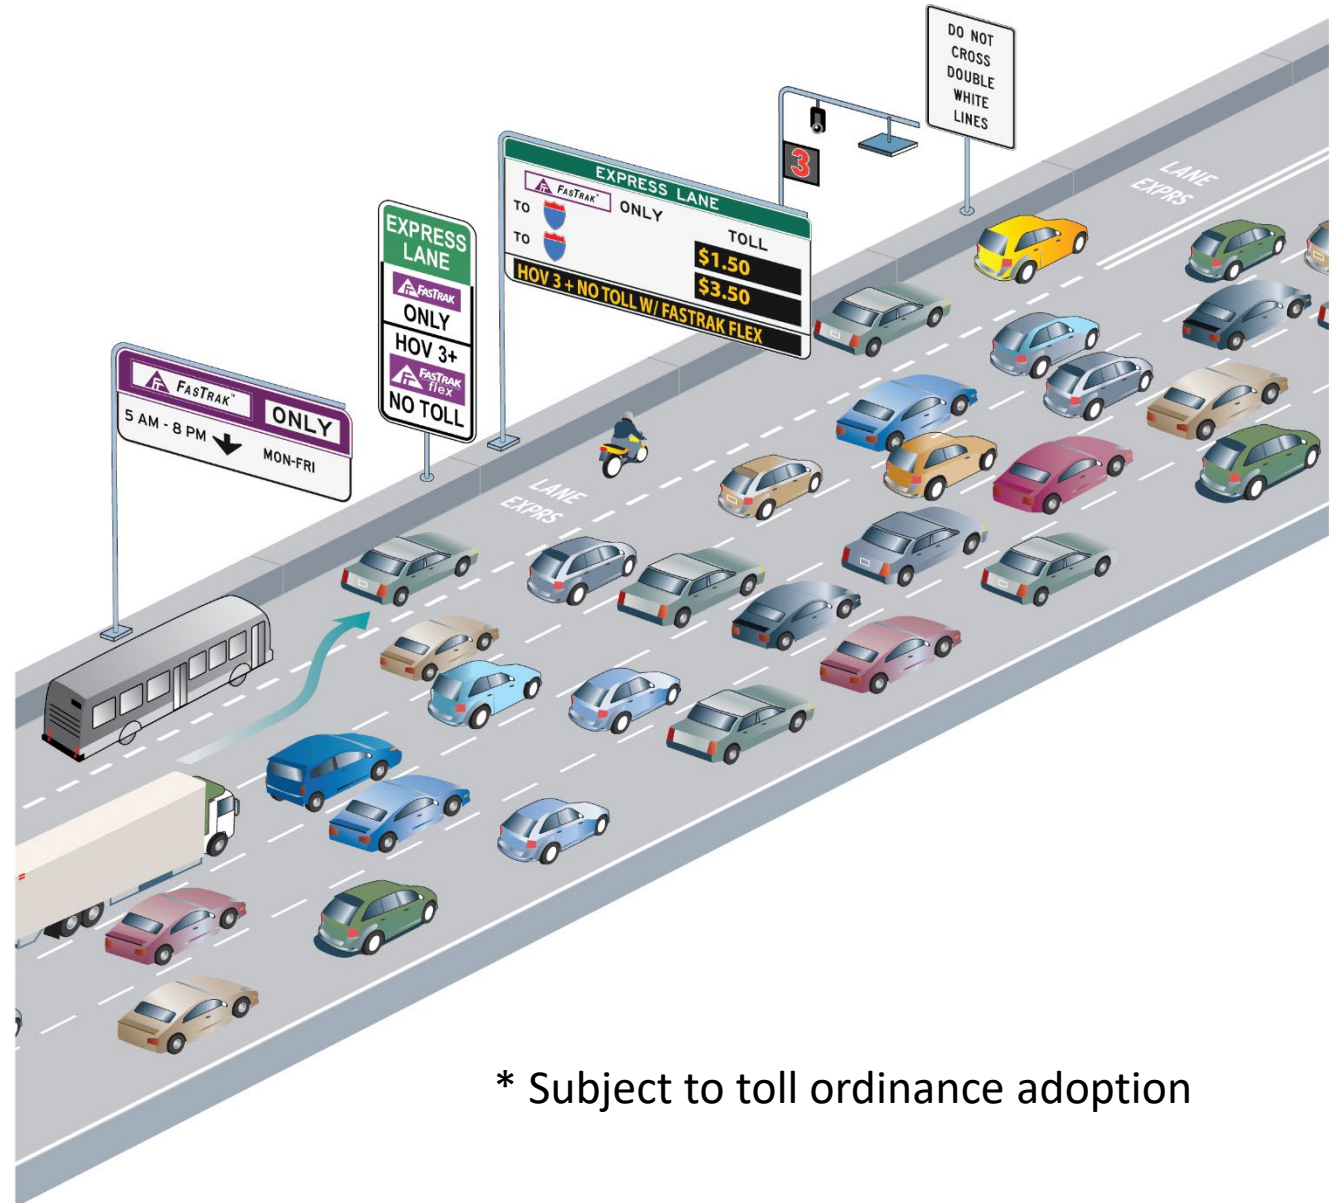 FASTRAK™ ONLY
5 AM - 8 PM
MON-FRI
EXPRESS
LANE
FASTRAK
ONLY
HOV 3+
FASTRAK
flex
NO TOLL
EXPRESS LANE
FASTRAK™ ONLY
TOLL
TO $1.50
TO $3.50
HOV 3 + NO TOLL W/ FASTRAK FLEX
3
DO NOT
CROSS
DOUBLE
WHITE
LINES
LANE
EXPRS
LANE
EXPRS
* Subject to toll ordinance adoption